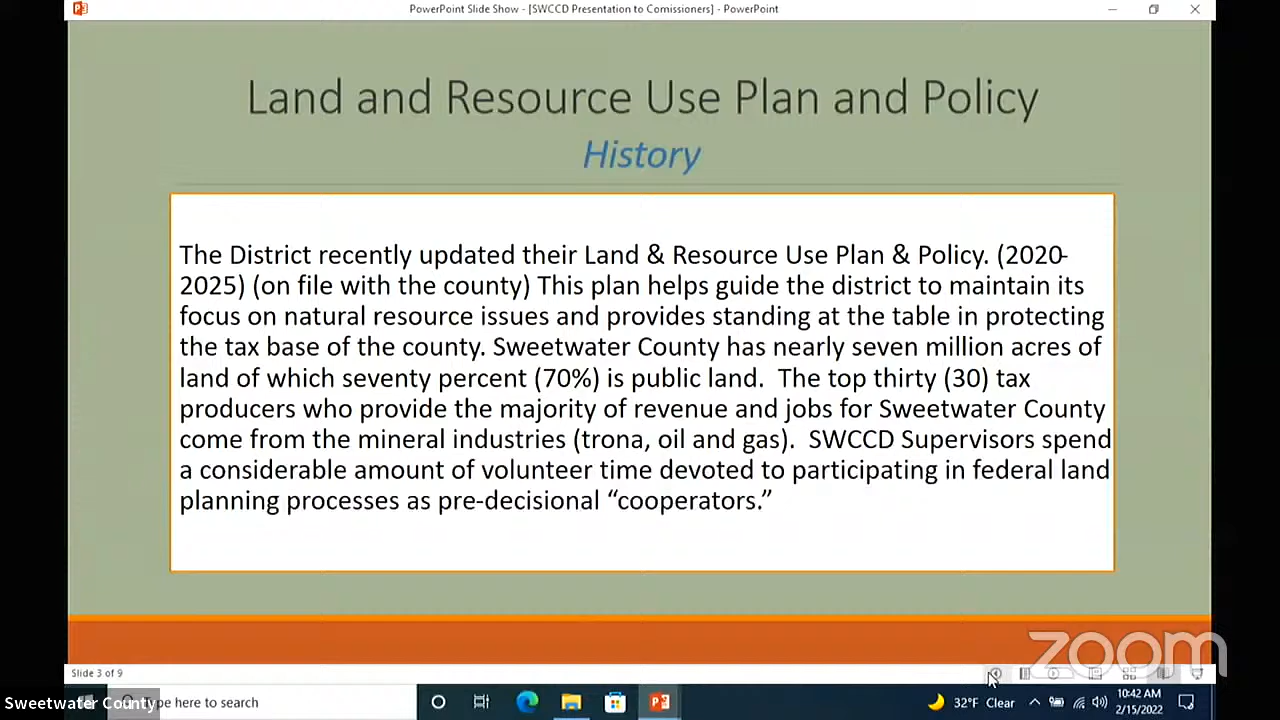 PowerPoint Slide Show - [SWCCD Presentation to Comissioners] - PowerPoint
Land and Resource Use Plan and Policy
History
The District recently updated their Land & Resource Use Plan & Policy. (2020-
2025) (on file with the county) This plan helps guide the district to maintain its
focus on natural resource issues and provides standing at the table in protecting
the tax base of the county. Sweetwater County has nearly seven million acres of
land of which seventy percent (70%) is public land. The top thirty (30) tax
producers who provide the majority of revenue and jobs for Sweetwater County
come from the mineral industries (trona, oil and gas). SWCCD Supervisors spend
a considerable amount of volunteer time devoted to participating in federal land
planning processes as pre-decisional “cooperators.”
zoom
Slide 3 of 9
Sweetwater County
Type here to search
32°F Clear
10:42 AM
2/15/2022